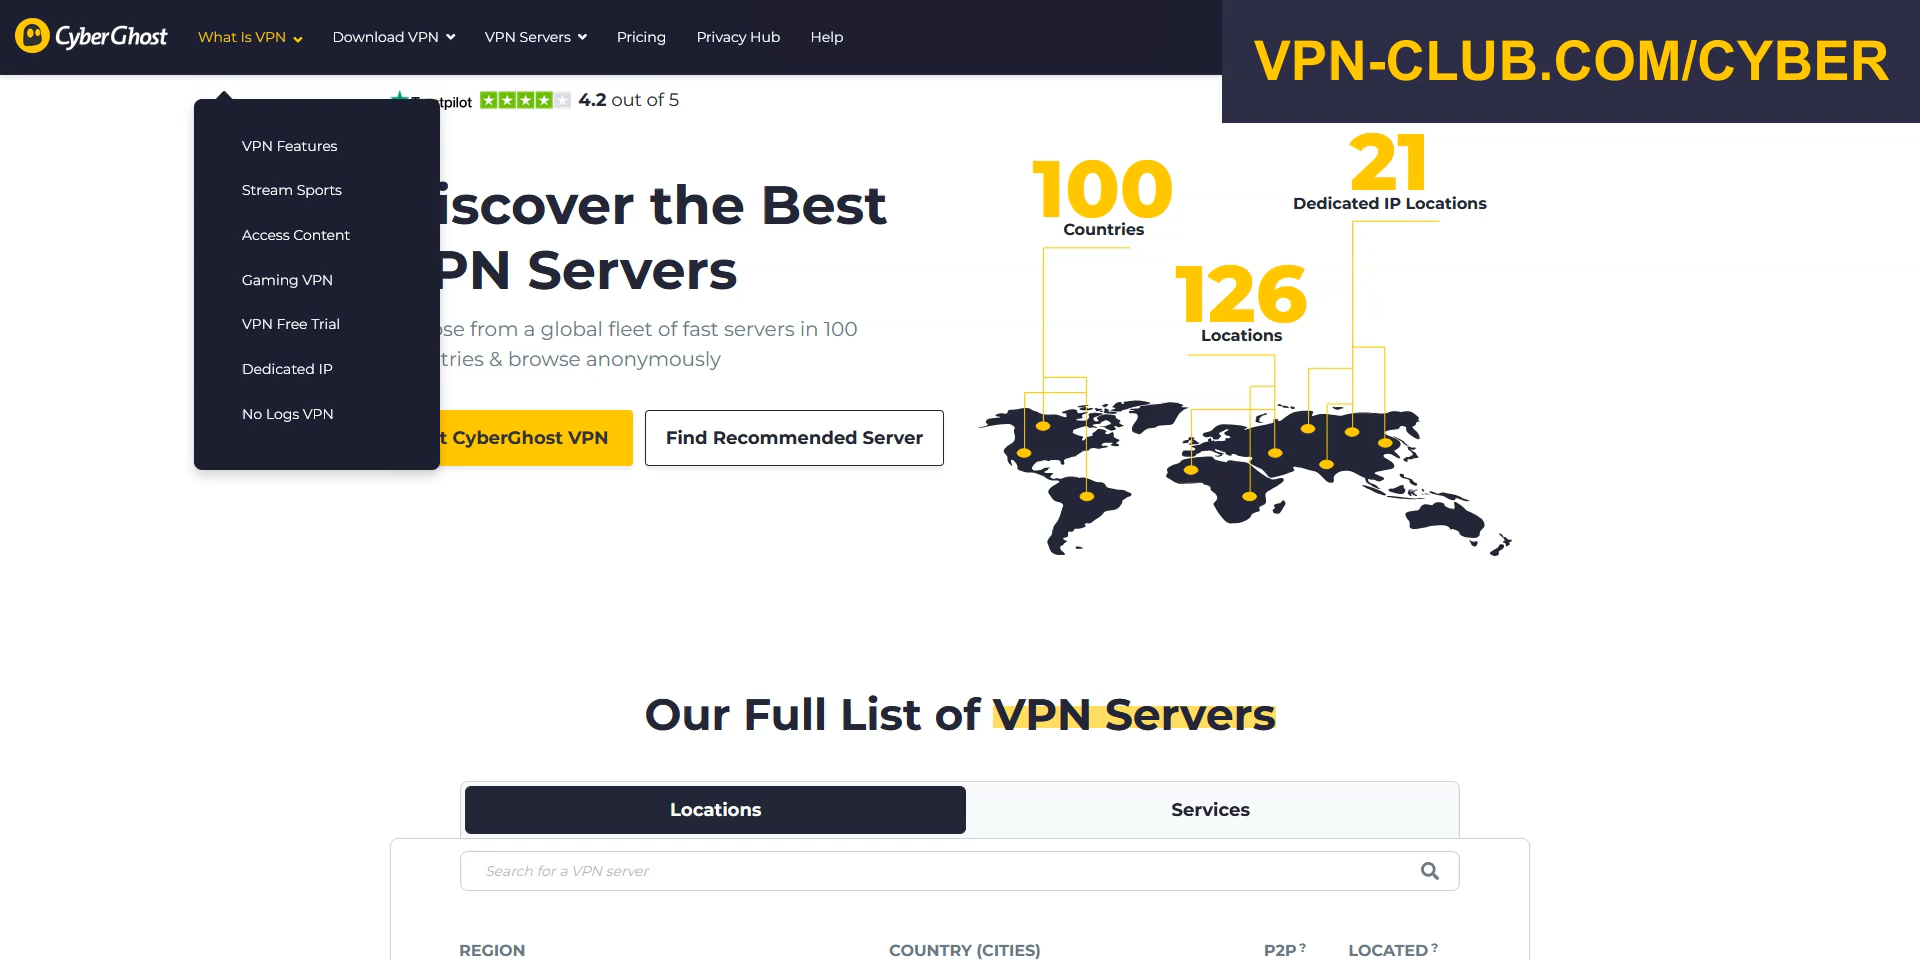 CyberGhost
What Is VPN
Download VPN
VPN Servers
Pricing
Privacy Hub
Help
VPN-CLUB.COM/CYBER
VPN Features
Stream Sports
Access Content
Gaming VPN
VPN Free Trial
Dedicated IP
No Logs VPN
tpilot
4.2 out of 5
iscover the Best
PN Servers
ose from a global fleet of fast servers in 100
tries & browse anonymously
t CyberGhost VPN
Find Recommended Server
100
Countries
126
Locations
21
Dedicated IP Locations
Our Full List of VPN Servers
Locations
Services
Search for a VPN server
REGION
COUNTRY (CITIES)
P2P ?
LOCATED ?